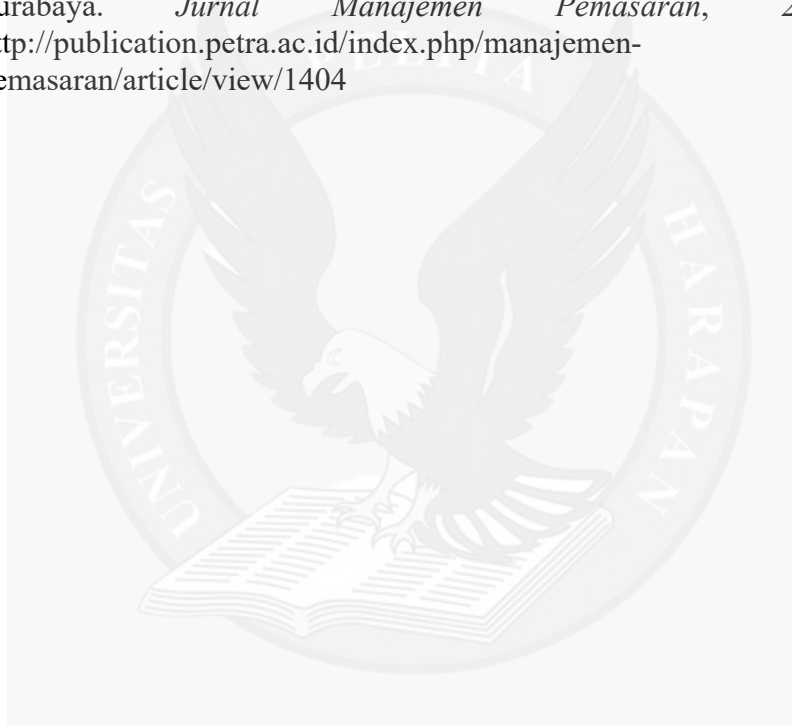 urabaya. Jurnal Manajemen Pemasaran, 2
ttp://publication.petra.ac.id/index.php/manajemen-
emasaran/article/view/1404
PELITA
UNIVERSITAS
HARAPAN